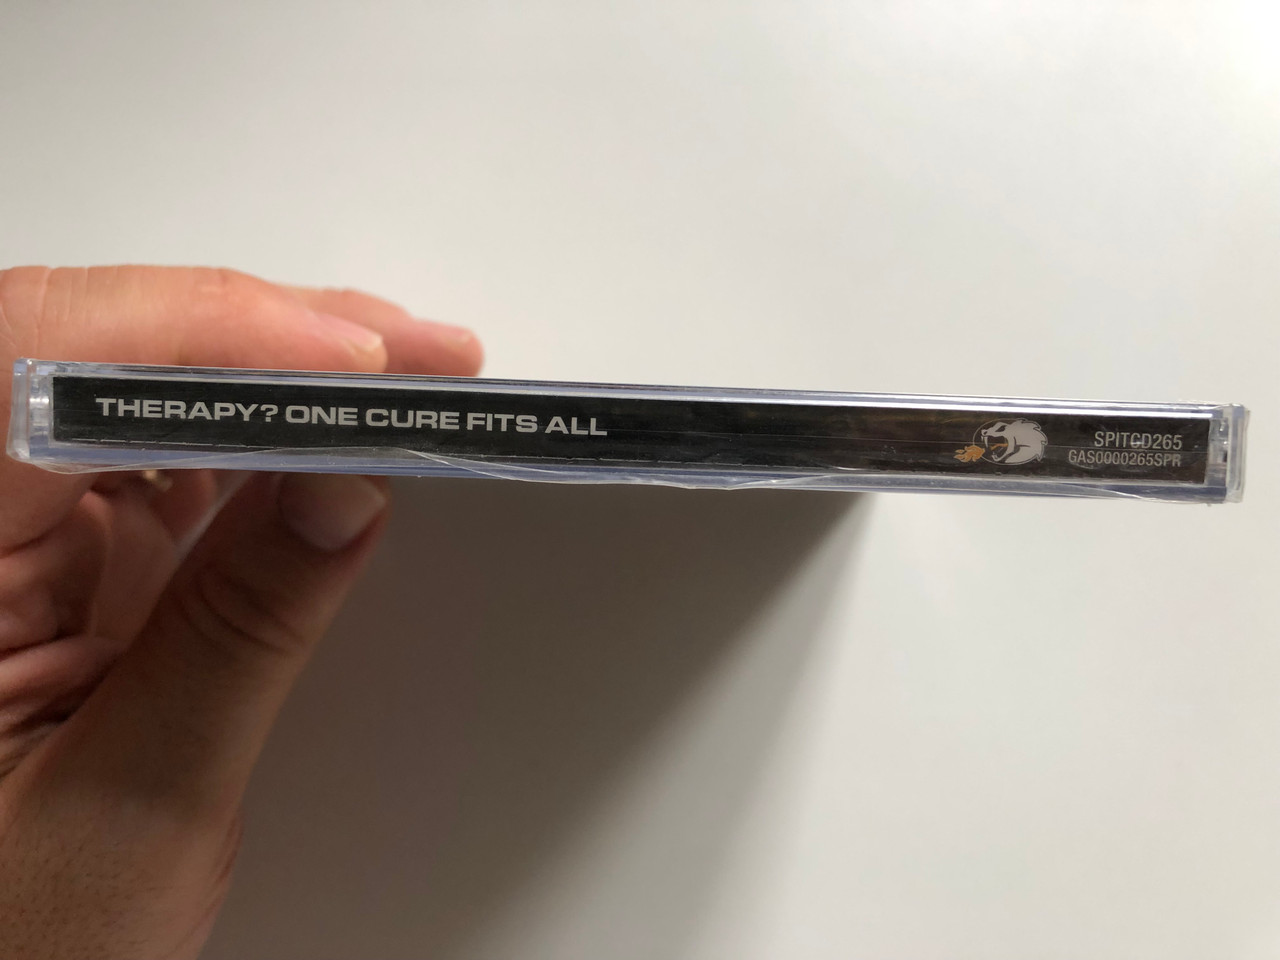 THERAPY? ONE CURE FITS ALL
SPITCD265
GAS0000265SPR